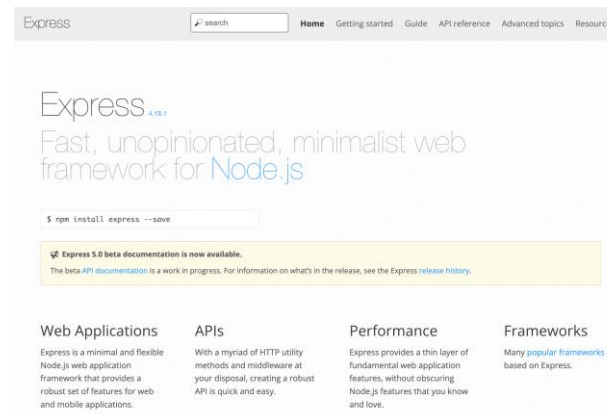 Express
search
Home Getting started Guide API reference Advanced topics Resourc
Express 4.18.1
Fast, unopinionated, minimalist web
framework for Node.js
$ npm install express --save
Express 5.0 beta documentation is now available.
The beta API documentation is a work in progress. For information on what's in the release, see the Express release history.
Web Applications
Express is a minimal and flexible
Node.js web application
framework that provides a
robust set of features for web
and mobile applications.
APIs
With a myriad of HTTP utility
methods and middleware at
your disposal, creating a robust
API is quick and easy.
Performance
Express provides a thin layer of
fundamental web application
features, without obscuring
Node.js features that you know
and love.
Frameworks
Many popular frameworks
based on Express.